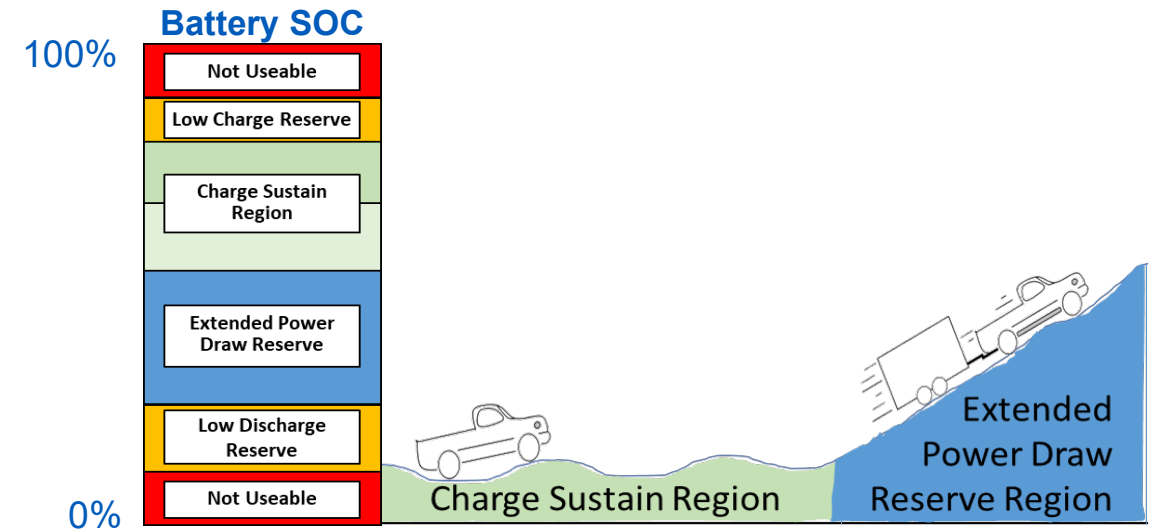 Battery SOC
100%
Not Useable
Low Charge Reserve
Charge Sustain
Region
Extended Power
Draw Reserve
Low Discharge
Reserve
Not Useable
0%
Charge Sustain Region
Extended
Power Draw
Reserve Region